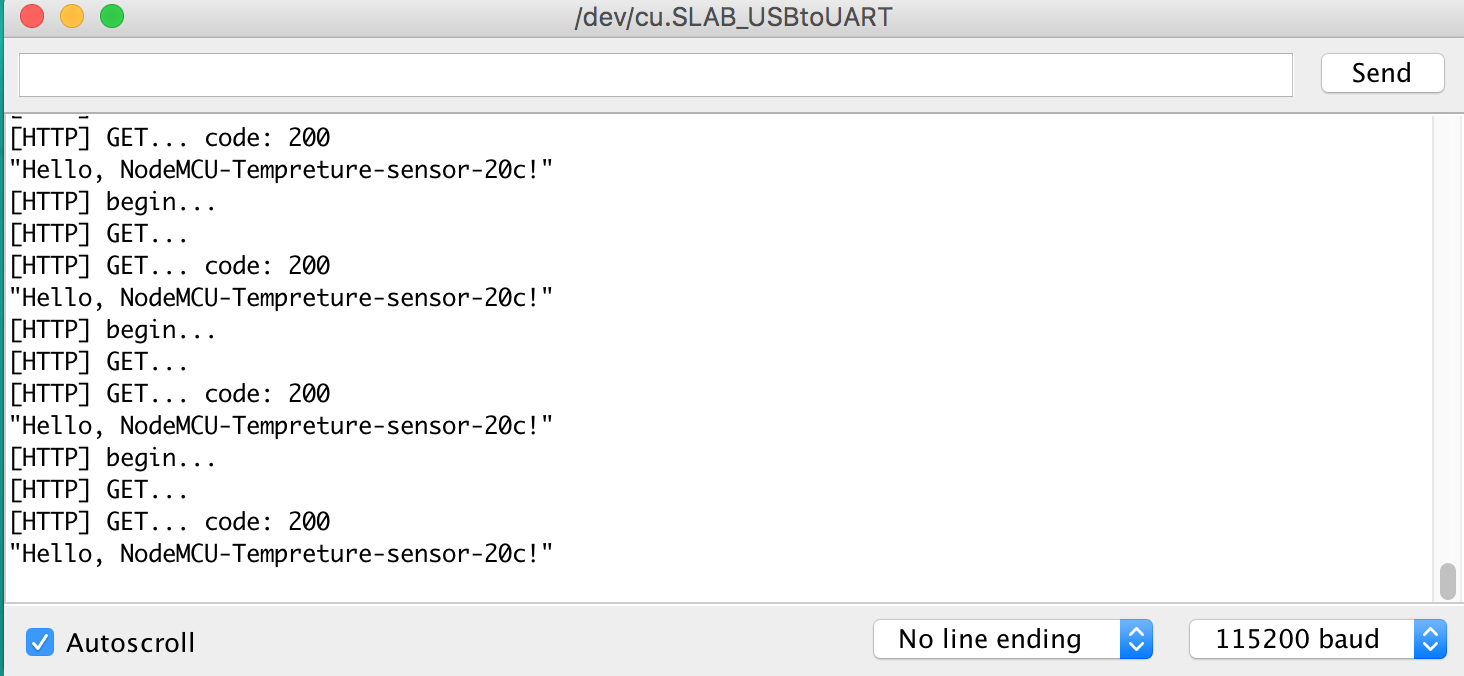 /dev/cu.SLAB_USBtoUART
Send
[HTTP] GET... code: 200
"Hello, NodeMCU-Tempreture-sensor-20c!"
[HTTP] begin...
[HTTP] GET...
[HTTP] GET... code: 200
"Hello, NodeMCU-Tempreture-sensor-20c!"
[HTTP] begin...
[HTTP] GET...
[HTTP] GET... code: 200
"Hello, NodeMCU-Tempreture-sensor-20c!"
[HTTP] begin...
[HTTP] GET...
[HTTP] GET... code: 200
"Hello, NodeMCU-Tempreture-sensor-20c!"
Autoscroll
No line ending
115200 baud